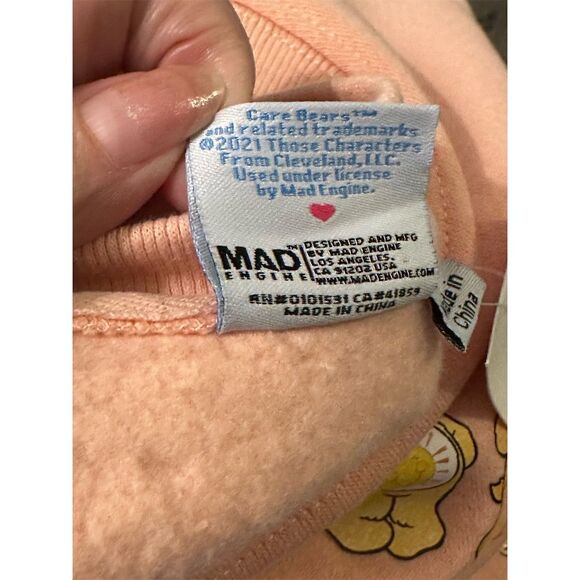 Care Bears™
and related trademarks
©2021 Those Characters
From Cleveland, LLC.
Used under license
by Mad Engine.
MAD™
ENGINE
DESIGNED AND MFG
BY MAD ENGINE
LOS ANGELES,
CA 91202 USA
WWW.MADENGINE.COM
RN#0101531 CA#41859
MADE IN CHINA
Made in
China